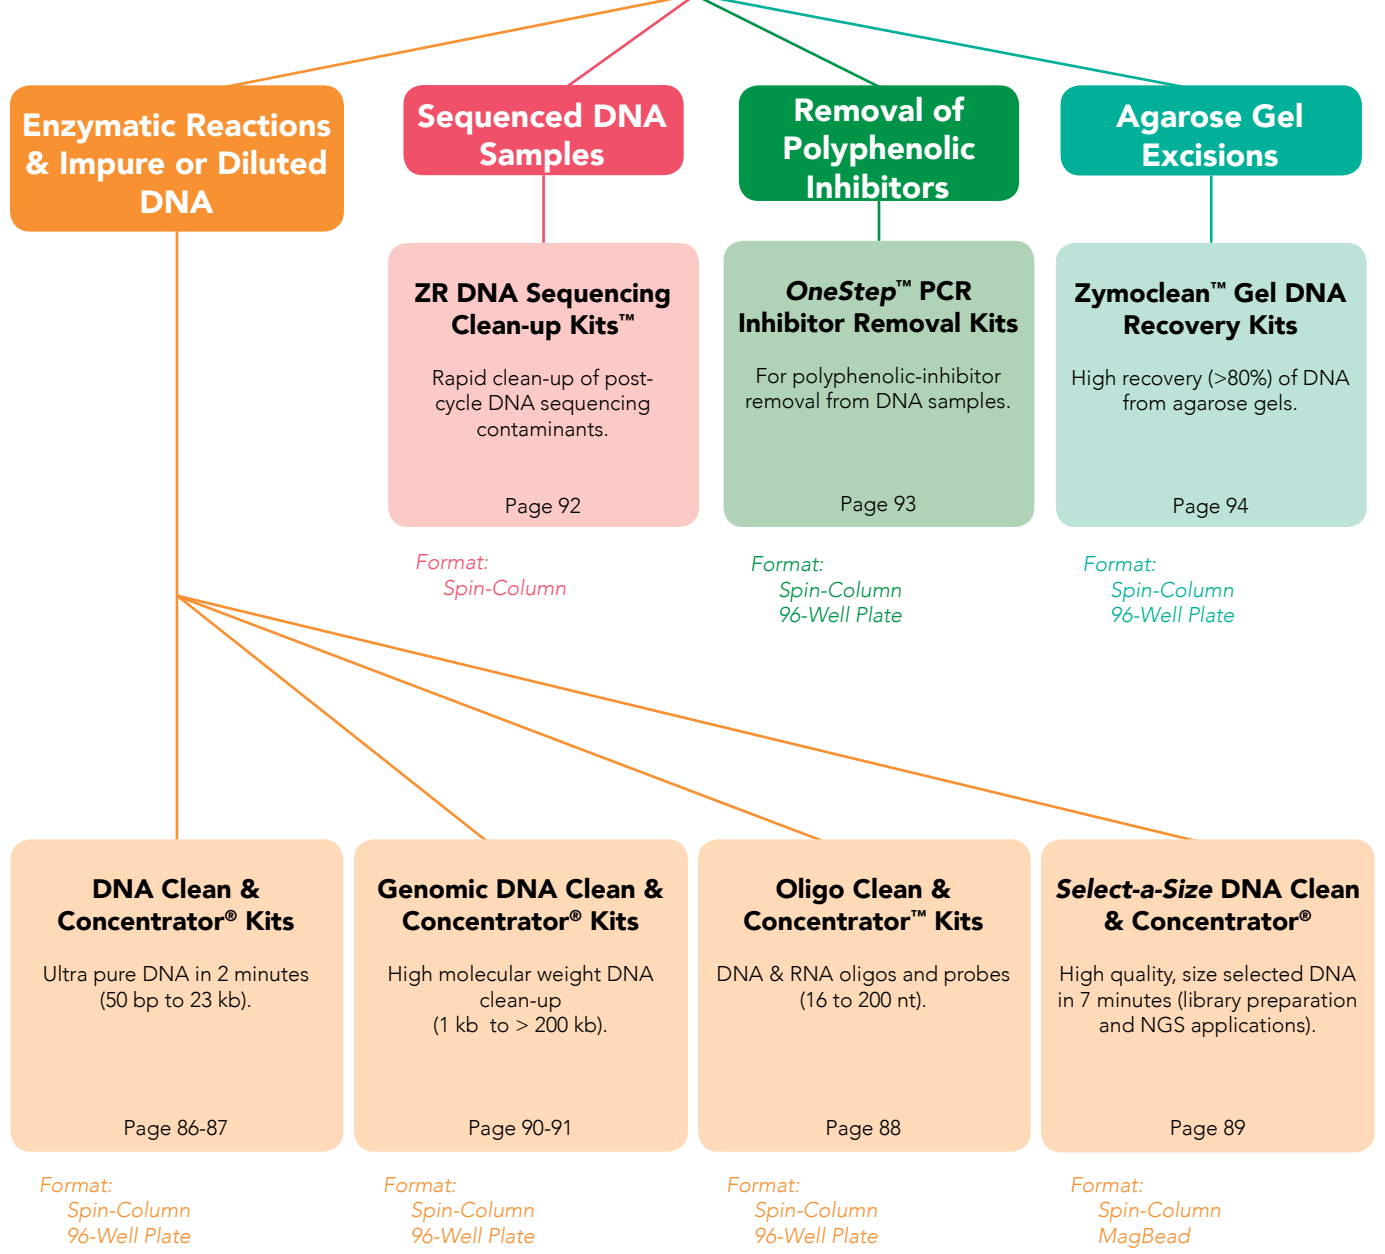 Enzymatic Reactions
& Impure or Diluted
DNA
Sequenced DNA
Samples
Removal of
Polyphenolic
Inhibitors
Agarose Gel
Excisions
ZR DNA Sequencing
Clean-up Kits™
Rapid clean-up of post-
cycle DNA sequencing
contaminants.
Page 92
Format:
Spin-Column
OneStep™ PCR
Inhibitor Removal Kits
For polyphenolic-inhibitor
removal from DNA samples.
Page 93
Format:
Spin-Column
96-Well Plate
Zymoclean™ Gel DNA
Recovery Kits
High recovery (>80%) of DNA
from agarose gels.
Page 94
Format:
Spin-Column
96-Well Plate
DNA Clean &
Concentrator® Kits
Ultra pure DNA in 2 minutes
(50 bp to 23 kb).
Page 86-87
Format:
Spin-Column
96-Well Plate
Genomic DNA Clean &
Concentrator® Kits
High molecular weight DNA
clean-up
(1 kb to > 200 kb).
Page 90-91
Format:
Spin-Column
96-Well Plate
Oligo Clean &
Concentrator™ Kits
DNA & RNA oligos and probes
(16 to 200 nt).
Page 88
Format:
Spin-Column
96-Well Plate
Select-a-Size DNA Clean
& Concentrator®
High quality, size selected DNA
in 7 minutes (library preparation
and NGS applications).
Page 89
Format:
Spin-Column
MagBead